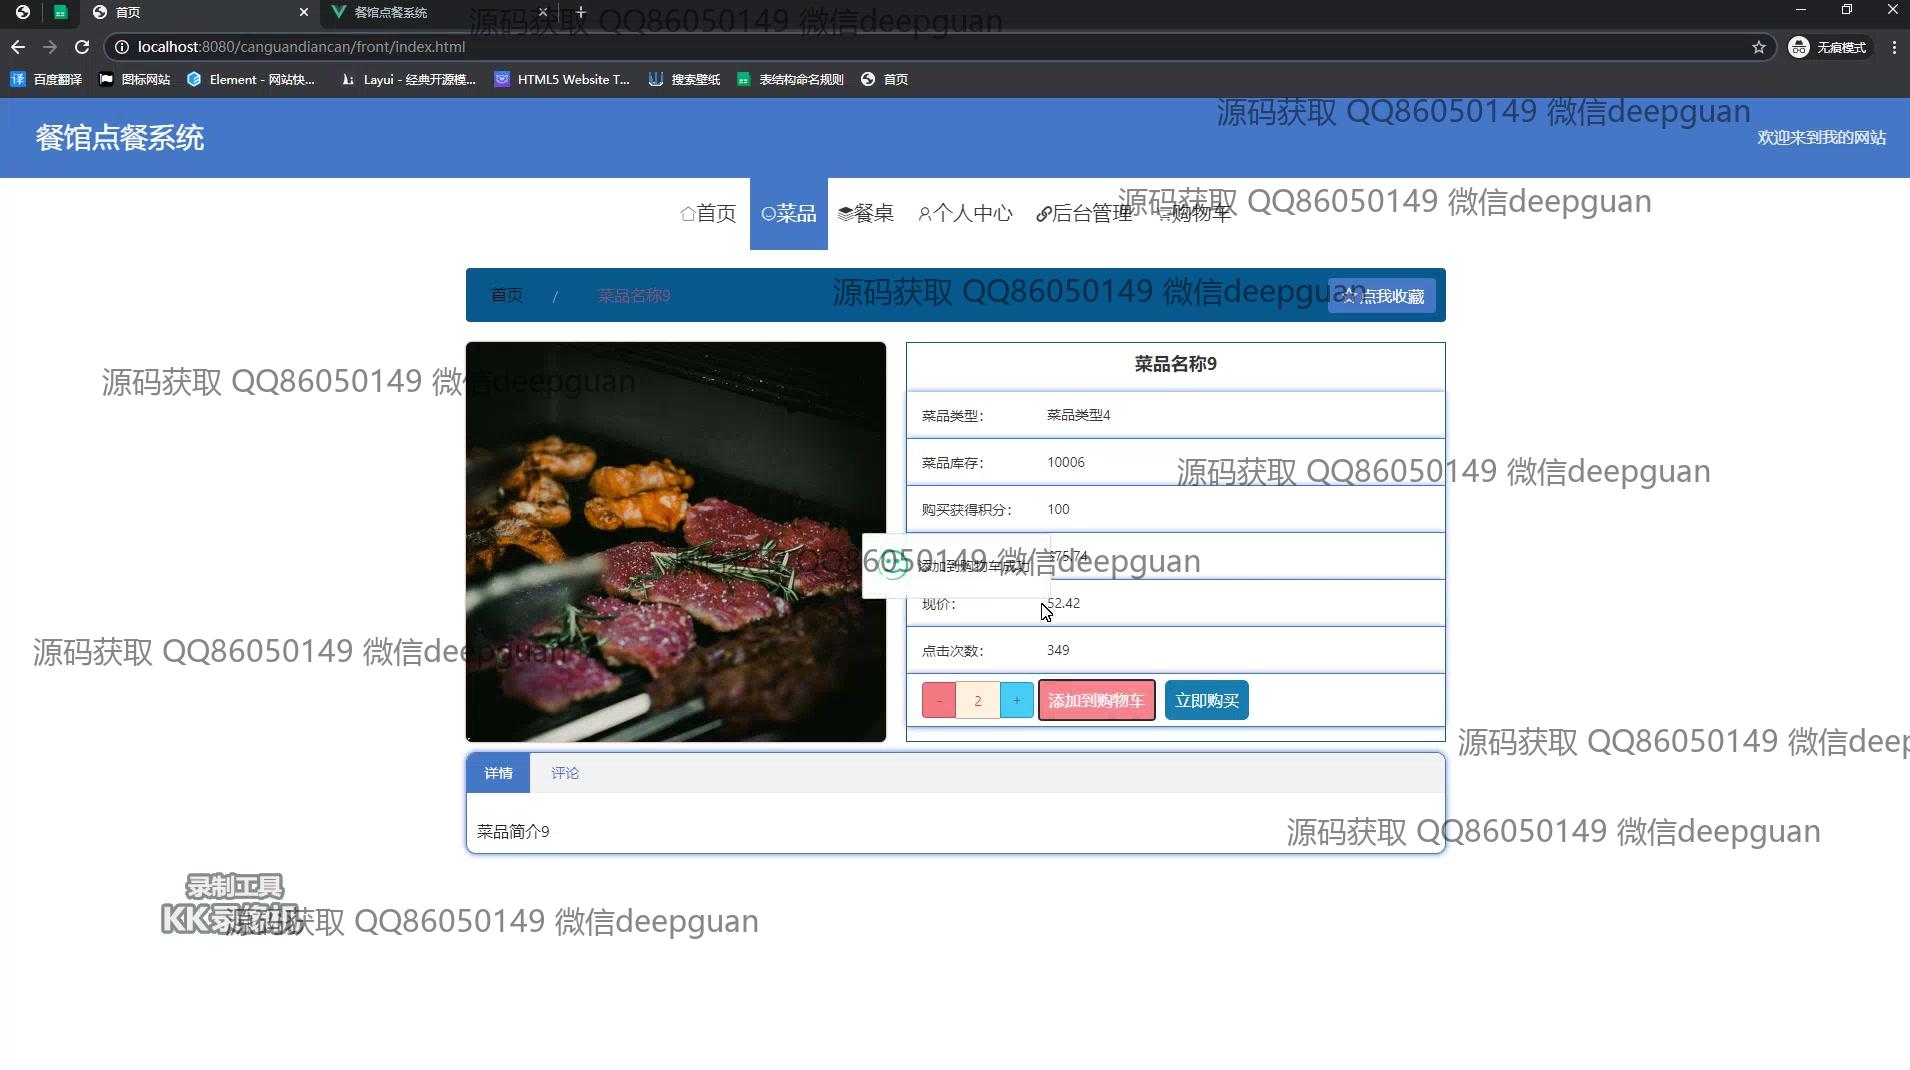 首页
餐馆点餐系统
源码获取 QQ86050149 微信deepguan
localhost:8080/canguandiancan/front/index.html
无痕模式
百度翻译
图标网站
Element - 网站快...
Layui - 经典开源模...
HTML5 Website T...
搜索壁纸
表结构命名规则
首页
源码获取 QQ86050149 微信deepguan
餐馆点餐系统
欢迎来到我的网站
源码获取 QQ86050149 微信deepguan
首页
菜品
餐桌
个人中心
后台管理
购物车
首页 / 菜品名称9
源码获取 QQ86050149 微信deepguan
点我收藏
源码获取 QQ86050149 微信deepguan
菜品名称9
菜品类型： 菜品类型4
菜品库存： 10006
源码获取 QQ86050149 微信deepguan
购买获得积分： 100
源码获取 QQ86050149 微信deepguan
添加到购物车成功
现价： 52.42
源码获取 QQ86050149 微信deepguan
点击次数： 349
- 2 + 添加到购物车 立即购买
源码获取 QQ86050149 微信deep
详情 评论
菜品简介9
源码获取 QQ86050149 微信deepguan
录制工具
源码获取 QQ86050149 微信deepguan